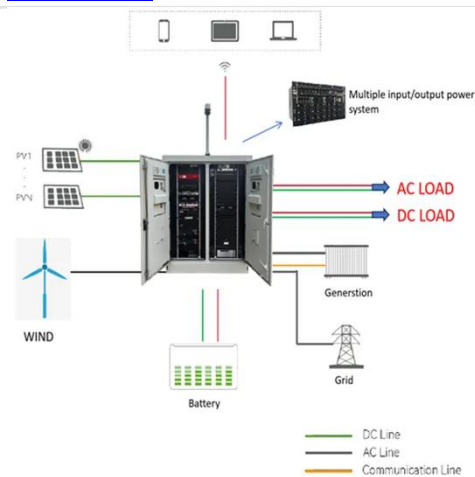 Multiple input/output power
system
PV1
PVN
AC LOAD
DC LOAD
WIND
Generstion
Grid
Battery
DC Line
AC Line
Communication Line